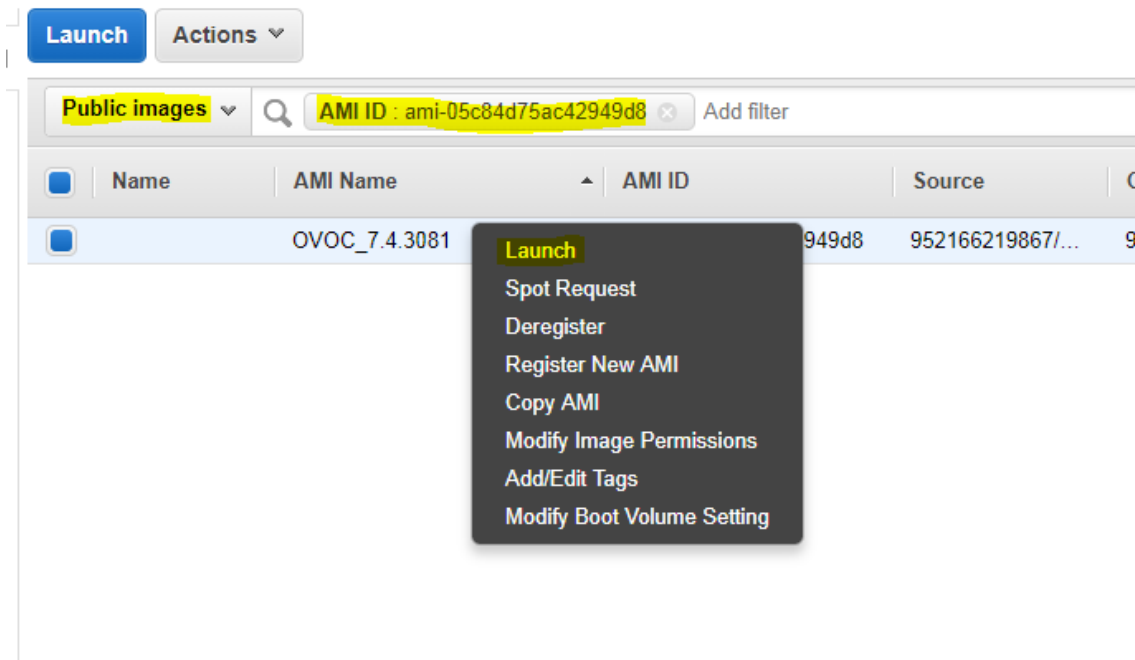 Launch Actions
Public images AMI ID : ami-05c84d75ac42949d8 Add filter
Name AMI Name AMI ID Source
OVOC_7.4.3081 949d8 952166219867/... 9
Launch
Spot Request
Deregister
Register New AMI
Copy AMI
Modify Image Permissions
Add/Edit Tags
Modify Boot Volume Setting